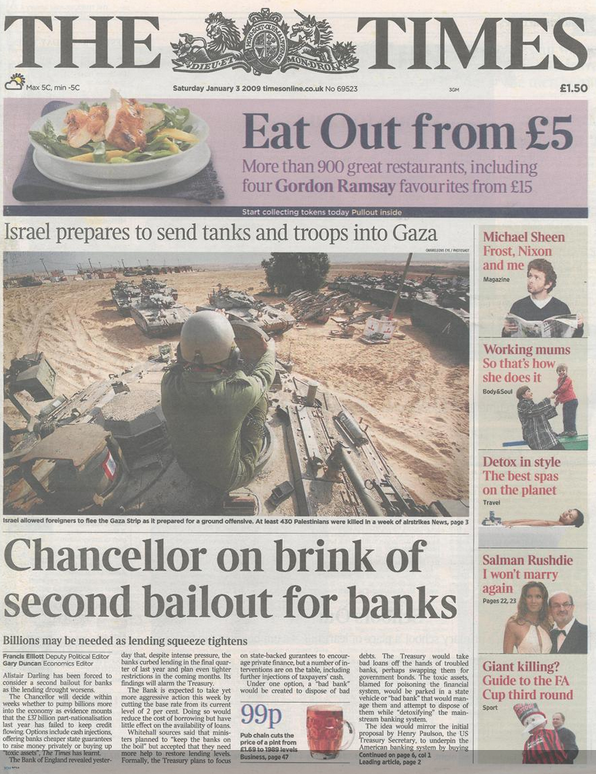 THE TIMES
DIEU ET MON DROIT
Max 5C, min -5C
Saturday January 3 2009 timesonline.co.uk No 69523
3GM
£1.50
Eat Out from £5
More than 900 great restaurants, including
four Gordon Ramsay favourites from £15
Start collecting tokens today Pullout inside
Israel prepares to send tanks and troops into Gaza
Israel allowed foreigners to flee the Gaza Strip as it prepared for a ground offensive. At least 430 Palestinians were killed in a week of airstrikes News, page 3
Chancellor on brink of
second bailout for banks
Billions may be needed as lending squeeze tightens
Francis Elliott Deputy Political Editor
Gary Duncan Economics Editor
Alistair Darling has been forced to
consider a second bailout for banks
as the lending drought worsens.
The Chancellor will decide within
weeks whether to pump billions more
into the economy as evidence mounts
that the £37 billion part-nationalisation
last year has failed to keep credit
flowing. Options include cash injections,
offering banks cheaper state guarantees
to raise money privately or buying up
"toxic assets", The Times has learnt.
The Bank of England revealed yester-
day that, despite intense pressure, the
banks curbed lending in the final quar-
ter of last year and plan even tighter
restrictions in the coming months. Its
findings will alarm the Treasury.
The Bank is expected to take yet
more aggressive action this week by
cutting the base rate from its current
level of 2 per cent. Doing so would
reduce the cost of borrowing but have
little effect on the availability of loans.
Whitehall sources said that minis-
ters planned to "keep the banks on
the boil" but accepted that they need
more help to restore lending levels.
Formally, the Treasury plans to focus
on state-backed gurantees to encour-
age private finance, but a number of in-
terventions are on the table, including
further injections of taxpayers' cash.
Under one option, a "bad bank"
would be created to dispose of bad
99p
Pub chain cuts the
price of a pint from
£1.69 to 1989 levels
Business, page 47
debts. The Treasury would take
bad loans off the hands of troubled
banks, perhaps swapping them for
government bonds. The toxic assets,
blamed for poisoning the financial
system, would be parked in a state
vehicle or "bad bank" that would man-
age them and attempt to dispose of
them while "detoxifying" the main-
stream banking system.
The idea would mirror the initial
proposal by Henry Paulson, the US
Treasury Secretary, to underpin the
American banking system by buying
Continued on page 6, col 1
Leading article, page 2
Michael Sheen
Frost, Nixon
and me
Magazine
Working mums
So that's how
she does it
Body&Soul
Detox in style
The best spas
on the planet
Travel
Salman Rushdie
I won't marry
again
Pages 22, 23
Giant killing?
Guide to the FA
Cup third round
Sport